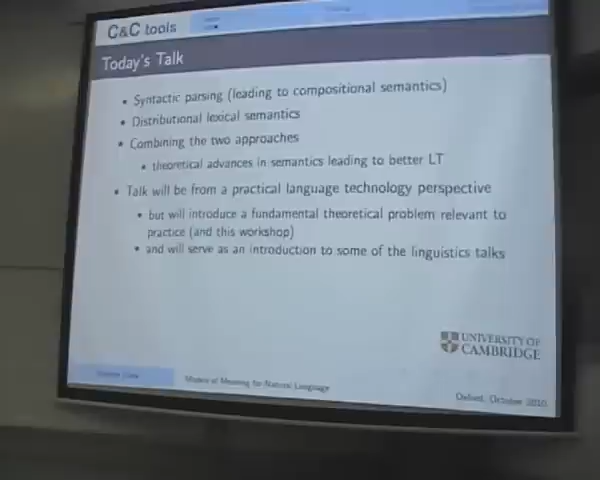 C&C tools
Today's Talk
• Syntactic parsing (leading to compositional semantics)
• Distributional lexical semantics
• Combining the two approaches
• theoretical advances in semantics leading to better LT
• Talk will be from a practical language technology perspective
• but will introduce a fundamental theoretical problem relevant to
practice (and this workshop)
• and will serve as an introduction to some of the linguistics talks
UNIVERSITY OF
CAMBRIDGE
of Meaning for Natural Language
Oxford, October 2010